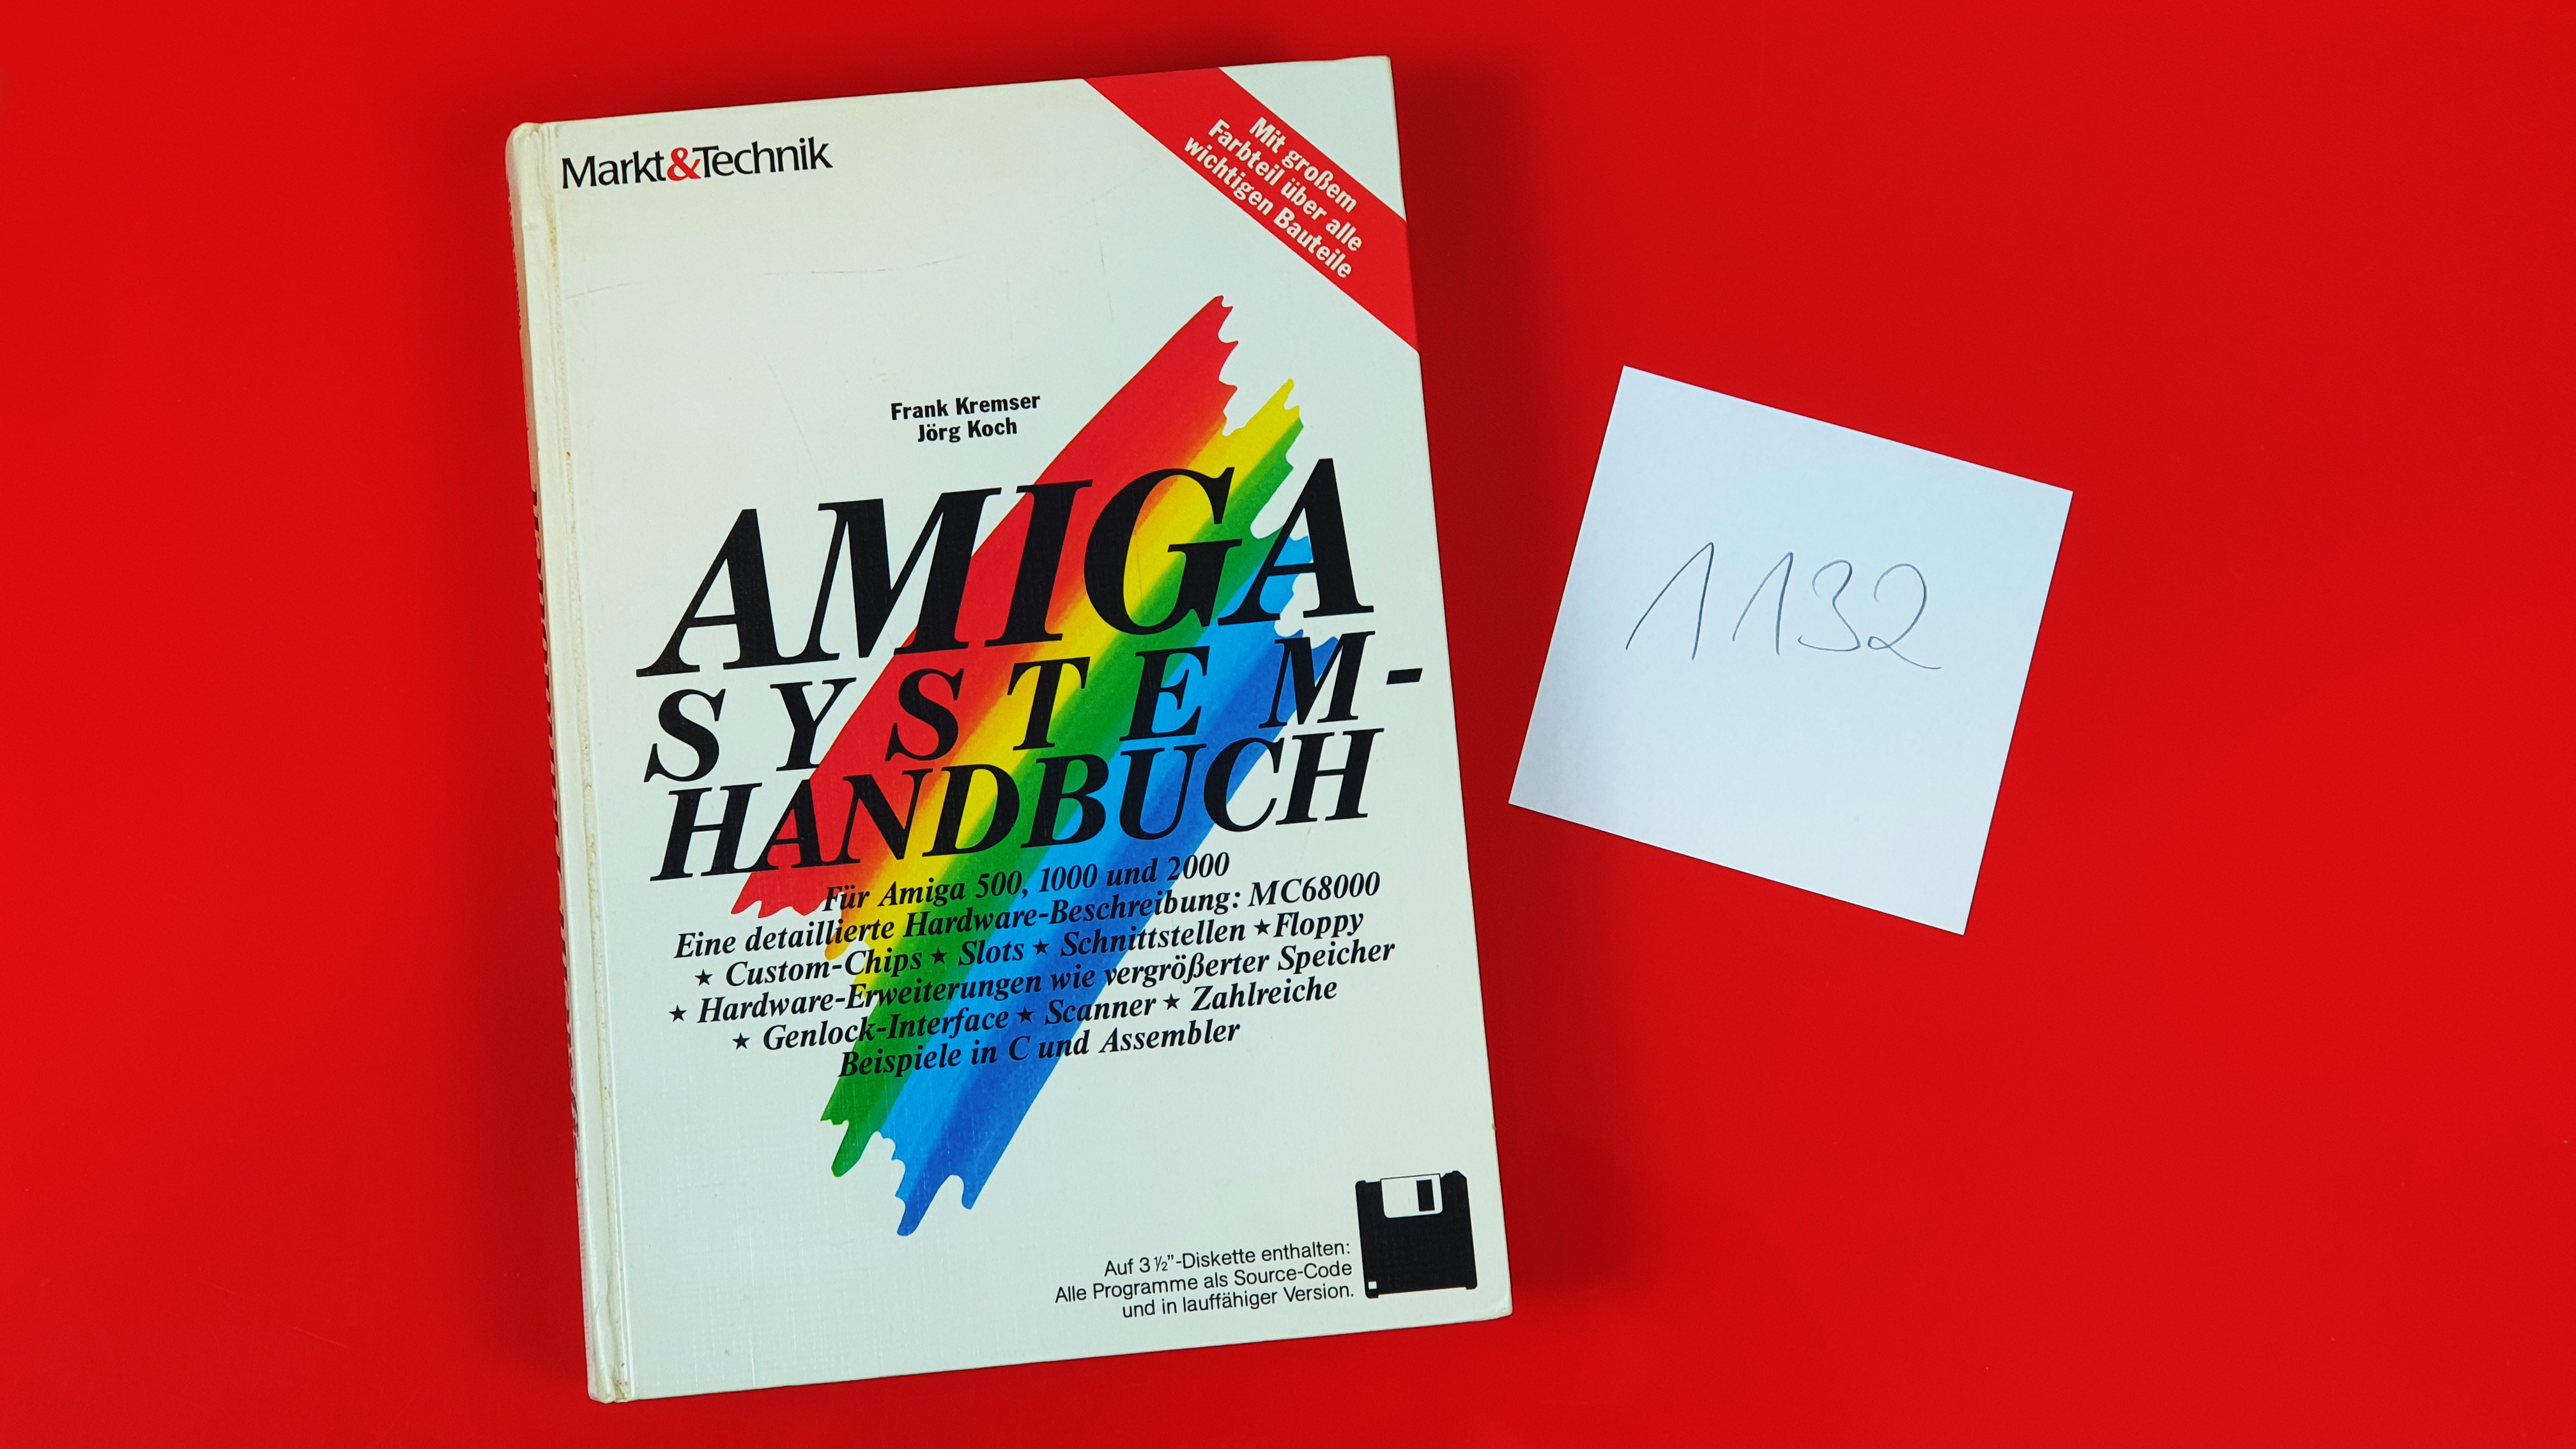 Markt&Technik
Mit großem
Farbteil über alle
wichtigen Bauteile
Frank Kremser
Jörg Koch
AMIGA
SYSTEM-
HANDBUCH
Für Amiga 500, 1000 und 2000
Eine detaillierte Hardware-Beschreibung: MC68000
★ Custom-Chips ★ Slots ★ Schnittstellen ★ Floppy
★ Hardware-Erweiterungen wie vergrößerter Speicher
★ Genlock-Interface ★ Scanner ★ Zahlreiche
Beispiele in C und Assembler
Auf 3 ½"-Diskette enthalten:
Alle Programme als Source-Code
und in lauffähiger Version.
1132